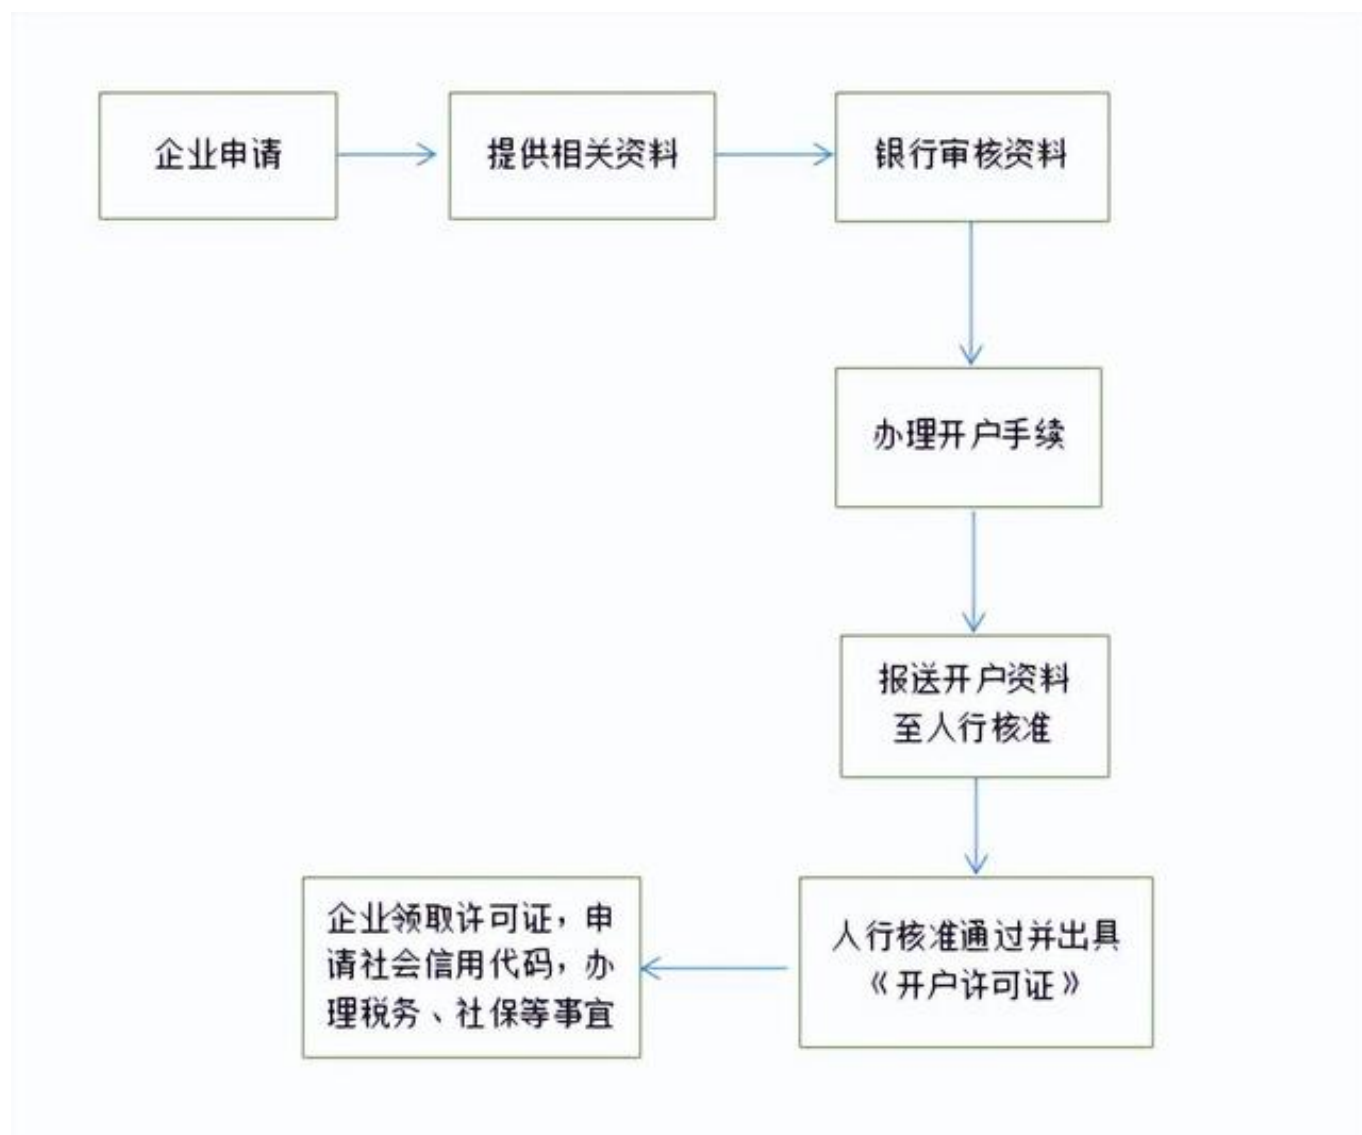 企业申请
提供相关资料
银行审核资料
办理开户手续
报送开户资料
至人行核准
人行核准通过并出具
《开户许可证》
企业领取许可证，申
请社会信用代码，办
理税务、社保等事宜